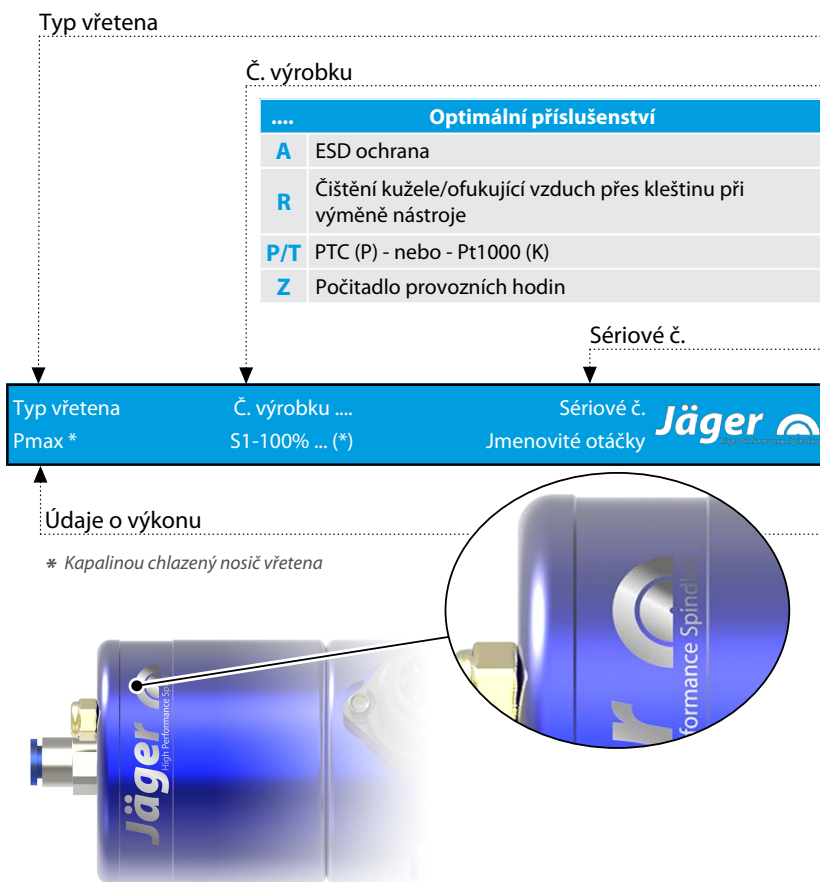 Typ vřetena
Č. výrobku
.... Optimální příslušenství
A ESD ochrana
R Čištění kužele/ofukující vzduch přes kleštinu při
výměně nástroje
P/T PTC (P) - nebo - Pt1000 (K)
Z Počitadlo provozních hodin
Sériové č.
Typ vřetena Č. výrobku .... Sériové č.
Jäger
Pmax * S1-100% ... (*) Jmenovité otáčky
Údaje o výkonu
* Kapalinou chlazený nosič vřetena
formance Spindles
r
Jäger
High Performance Sp